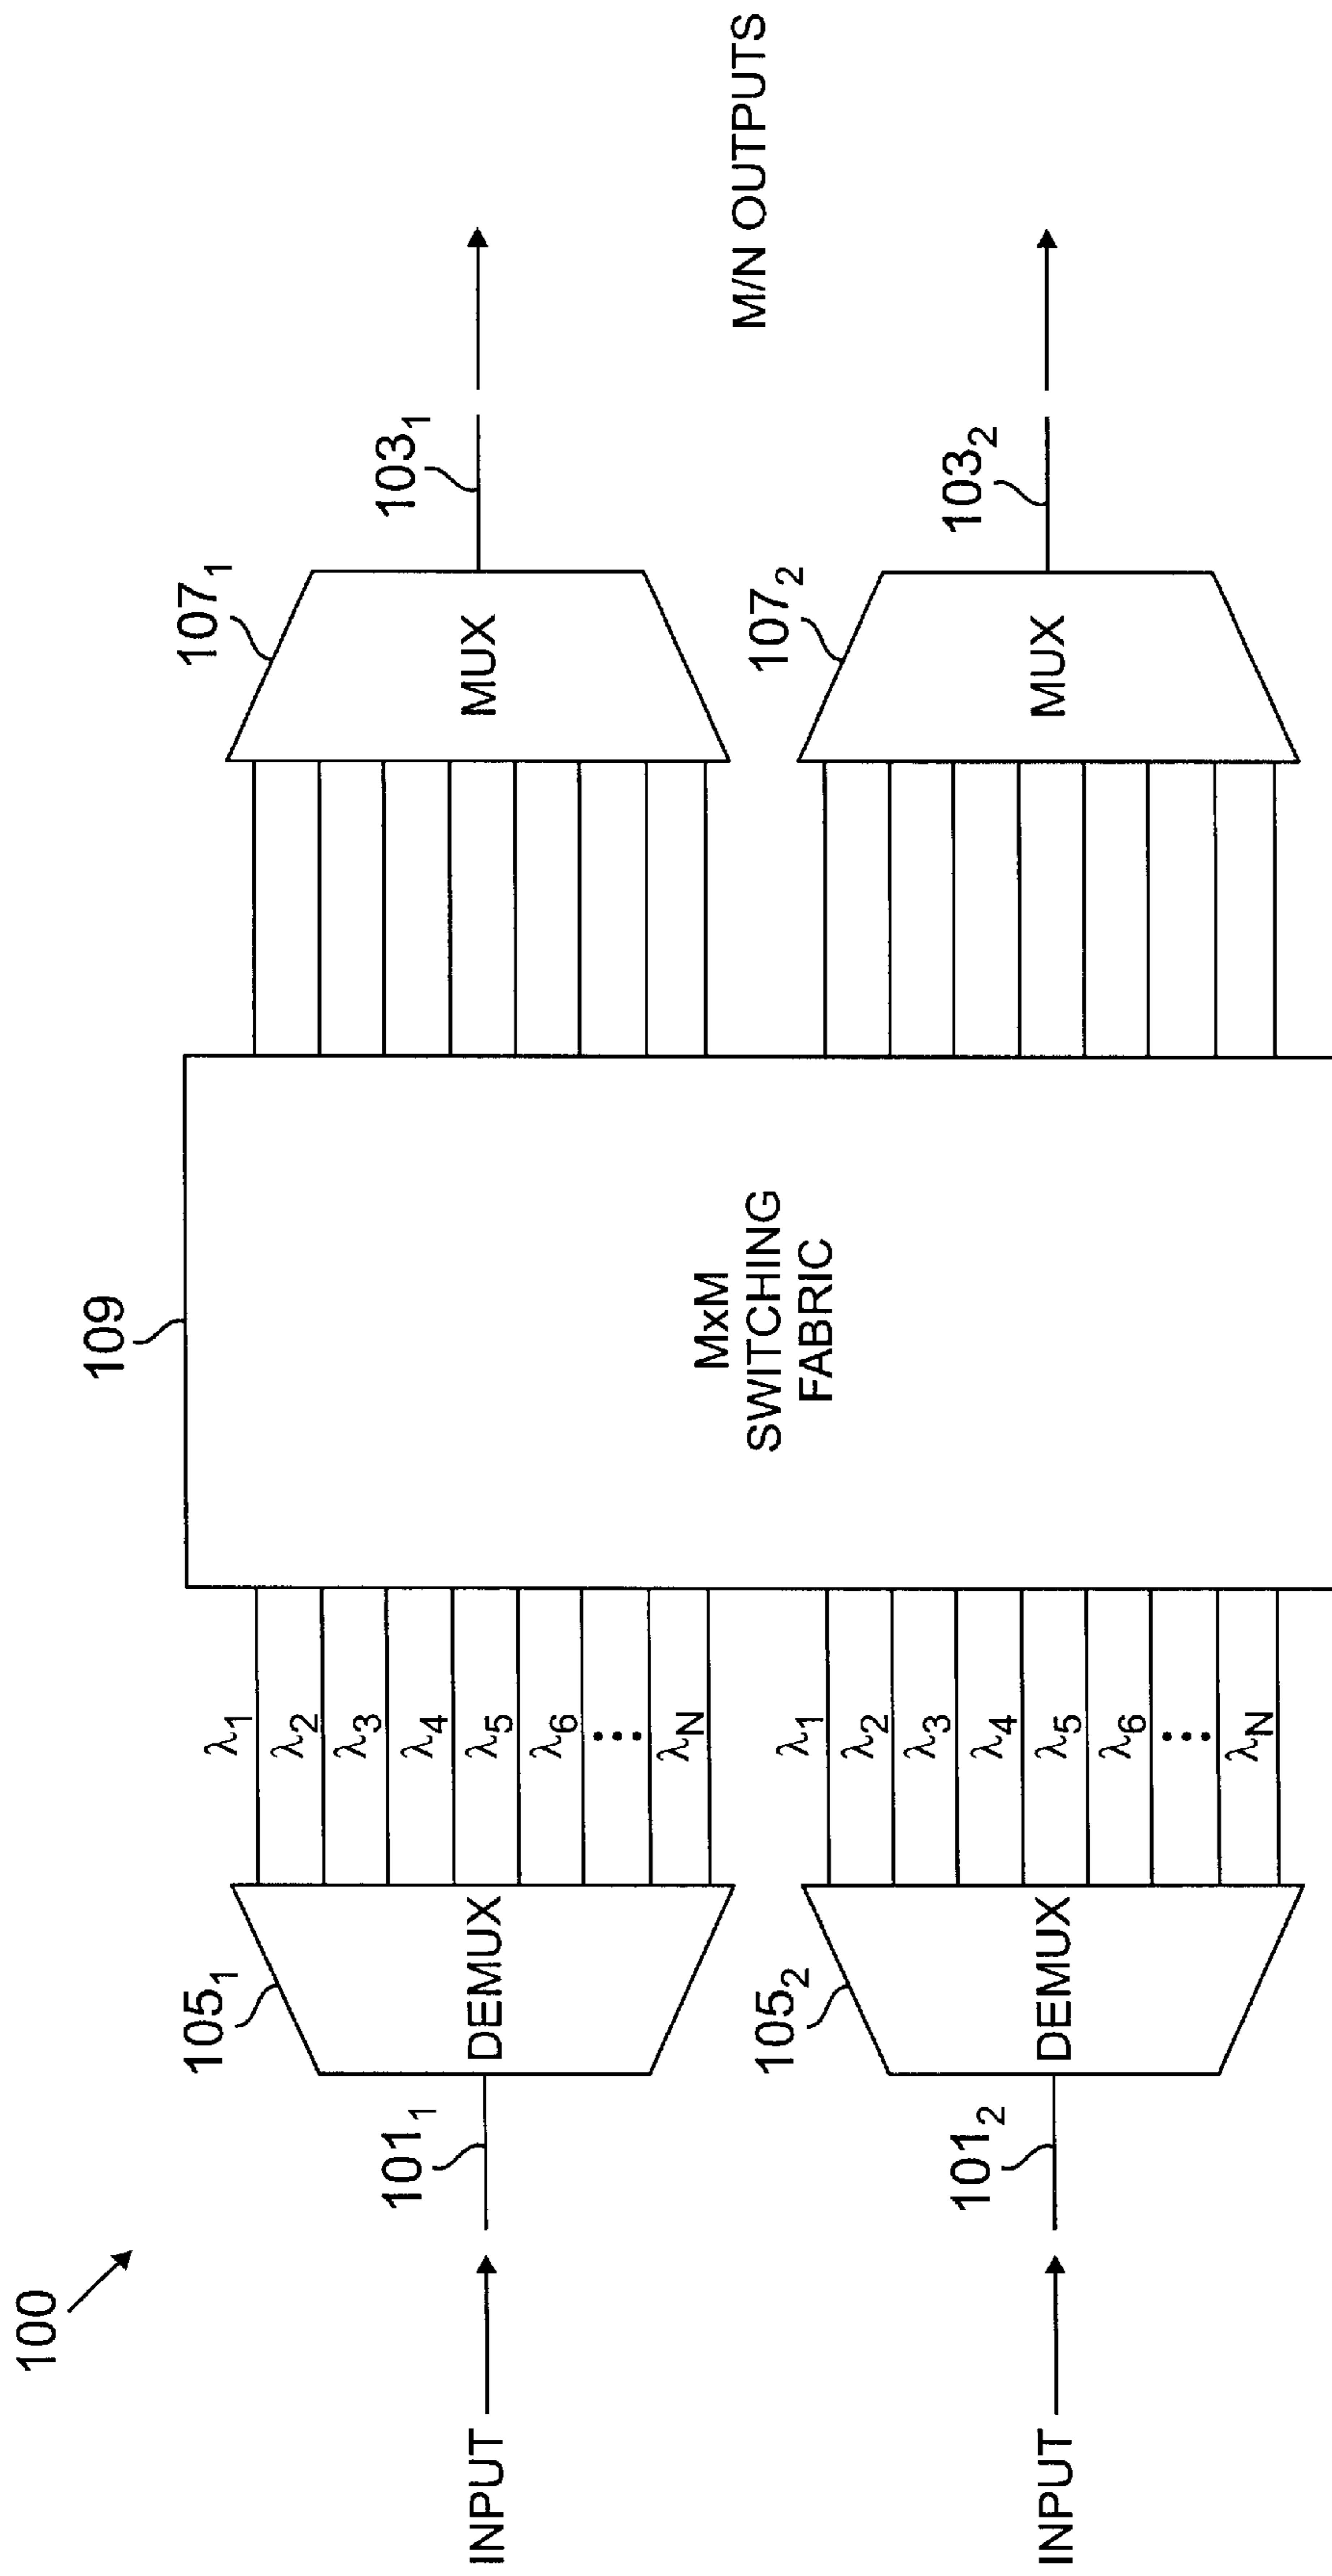 100
109
INPUT
101₁
105₁
DEMUX
λ₁
λ₂
λ₃
λ₄
λ₅
λ₆
•••
λN
MxM
SWITCHING
FABRIC
107₁
MUX
103₁
M/N OUTPUTS
INPUT
101₂
105₂
DEMUX
λ₁
λ₂
λ₃
λ₄
λ₅
λ₆
•••
λN
107₂
MUX
103₂